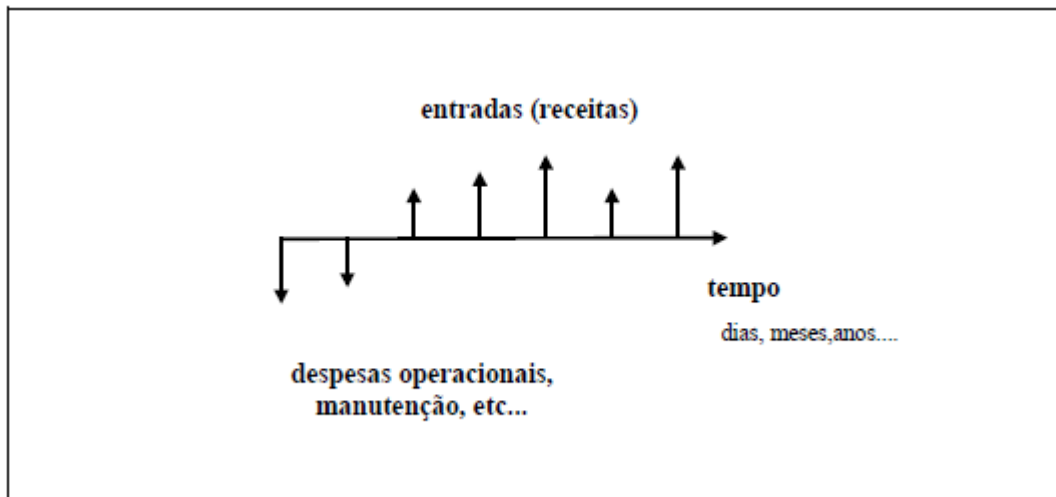 entradas (receitas)
tempo
dias, meses,anos....
despesas operacionais,
manutenção, etc...